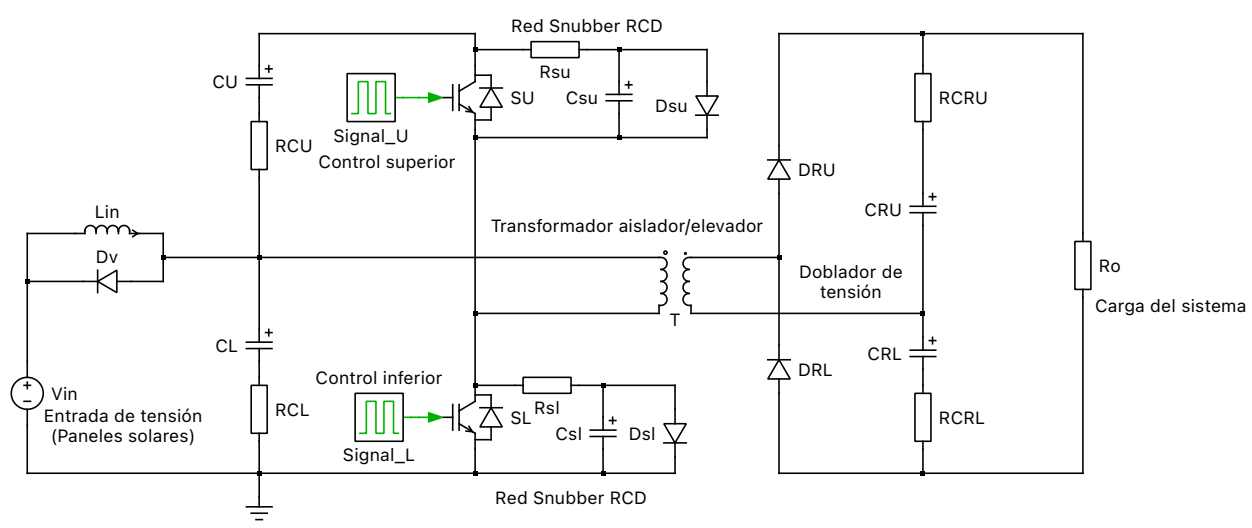 Red Snubber RCD
CU
Rsu
SU
Csu
Dsu
RCRU
Signal_U
RCU
Control superior
DRU
Lin
CRU
Transformador aislador/elevador
Dv
Doblador de
tensión
Ro
Carga del sistema
T
CL
CRL
Control inferior
DRL
Vin
Rsl
Entrada de tensión
(Paneles solares)
RCL
SL
Csl
Dsl
RCRL
Signal_L
Red Snubber RCD